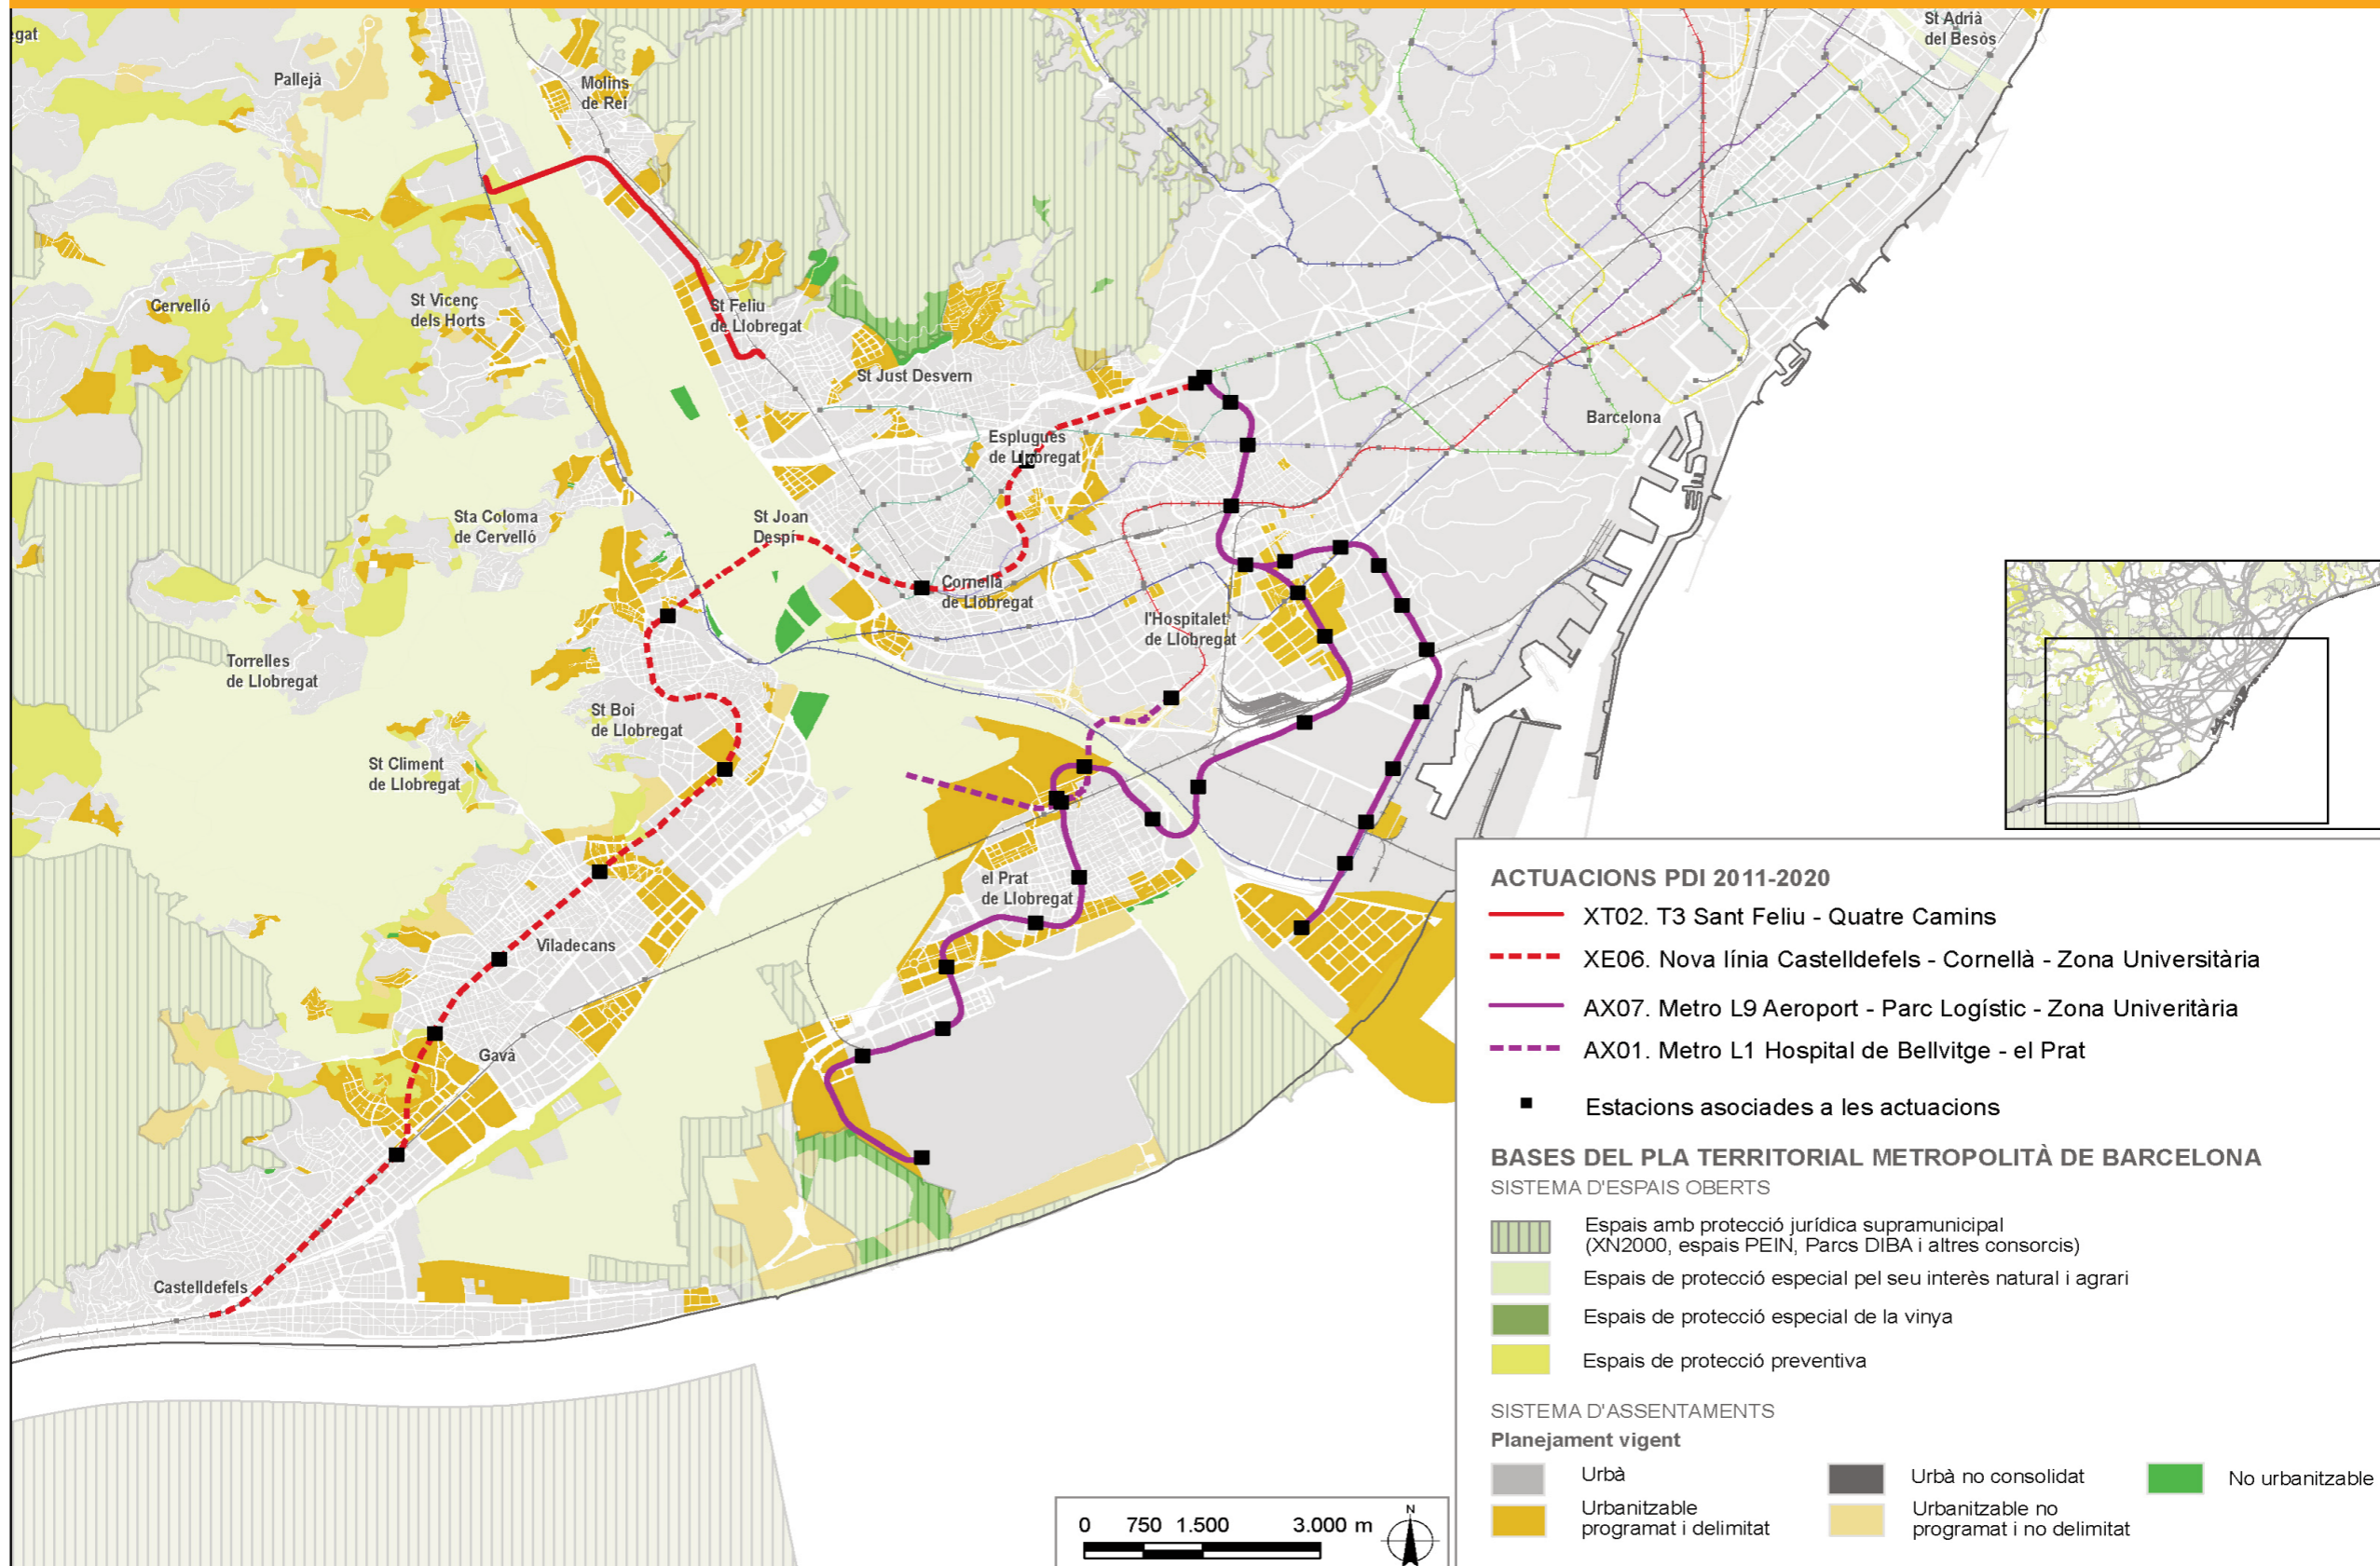 St Adrià
del Besòs
egat
Pallejà
Molins
de Rei
Cervelló
St Vicenç
dels Horts
St Feliu
de Llobregat
St Just Desvern
Barcelona
Esplugues
de Llobregat
Sta Coloma
de Cervelló
St Joan
Despí
Cornellà
de Llobregat
l'Hospitalet
de Llobregat
Torrelles
de Llobregat
St Boi
de Llobregat
St Climent
de Llobregat
el Prat
de Llobregat
Viladecans
Gavà
Castelldefels
ACTUACIONS PDI 2011-2020
XT02. T3 Sant Feliu - Quatre Camins
XE06. Nova línia Castelldefels - Cornellà - Zona Universitària
AX07. Metro L9 Aeroport - Parc Logístic - Zona Univeritària
AX01. Metro L1 Hospital de Bellvitge - el Prat
Estacions asociades a les actuacions
BASES DEL PLA TERRITORIAL METROPOLITÀ DE BARCELONA
SISTEMA D'ESPAIS OBERTS
Espais amb protecció jurídica supramunicipal
(XN2000, espais PEIN, Parcs DIBA i altres consorcis)
Espais de protecció especial pel seu interès natural i agrari
Espais de protecció especial de la vinya
Espais de protecció preventiva
SISTEMA D'ASSENTAMENTS
Planejament vigent
Urbà
Urbà no consolidat
No urbanitzable
Urbanitzable
programat i delimitat
Urbanitzable no
programat i no delimitat
0 750 1.500 3.000 m
N